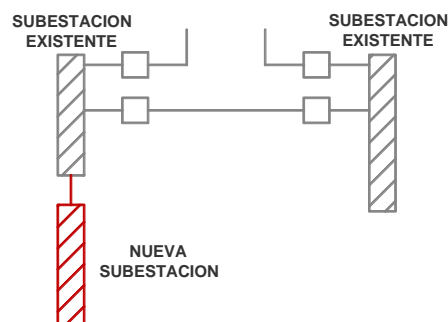 SUBESTACION
EXISTENTE
SUBESTACION
EXISTENTE
NUEVA
SUBESTACION